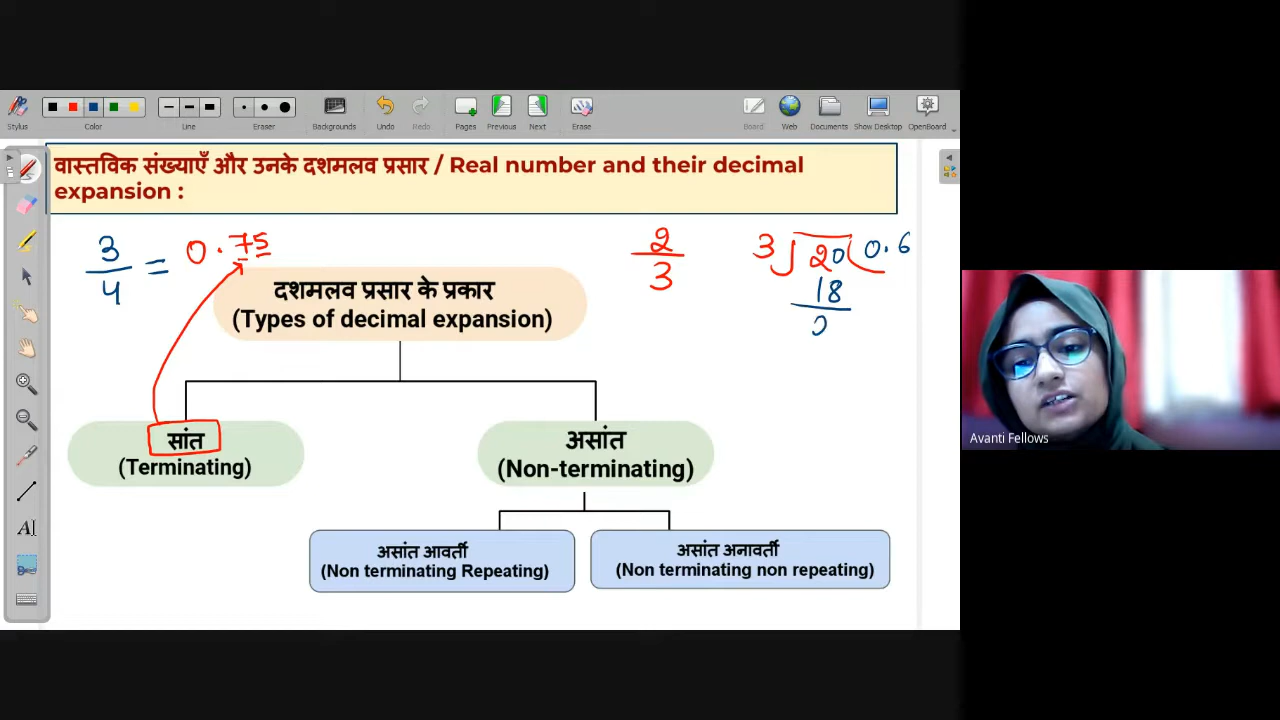 Stylus
Color
Line
Eraser
Backgrounds
Undo
Redo
Pages
Previous
Next
Erase
Board
Web
Documents
Show Desktop
OpenBoard
वास्तविक संख्याएँ और उनके दशमलव प्रसार / Real number and their decimal
expansion :
3/4 = 0.75
2/3
3 20 0.6
18
2
दशमलव प्रसार के प्रकार
(Types of decimal expansion)
सांत
(Terminating)
असांत
(Non-terminating)
असांत आवर्ती
(Non terminating Repeating)
असांत अनावर्ती
(Non terminating non repeating)
AI
Avanti Fellows